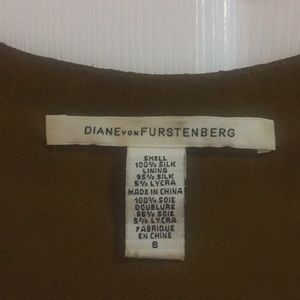 DIANE VON FURSTENBERG
SHELL
100% SILK
LINING
95% SILK
5% LYCRA
MADE IN CHINA
100% SOIE
DOUBLURE
95% SOIE
5% LYCRA
FABRIQUE
EN CHINE
6